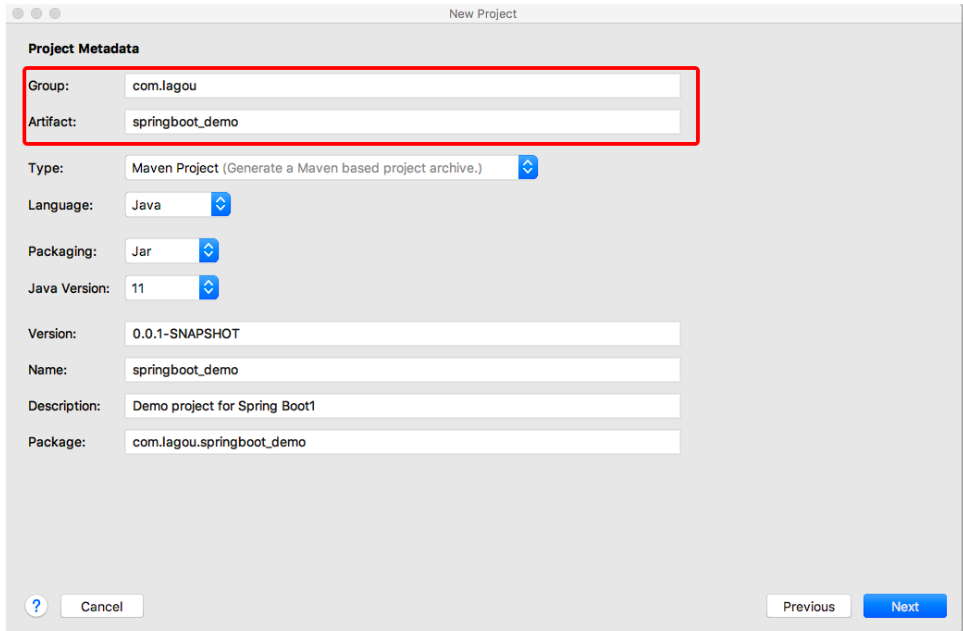 New Project
Project Metadata
Group: com.lagou
Artifact: springboot_demo
Type: Maven Project (Generate a Maven based project archive.)
Language: Java
Packaging: Jar
Java Version: 11
Version: 0.0.1-SNAPSHOT
Name: springboot_demo
Description: Demo project for Spring Boot1
Package: com.lagou.springboot_demo
? Cancel Previous Next